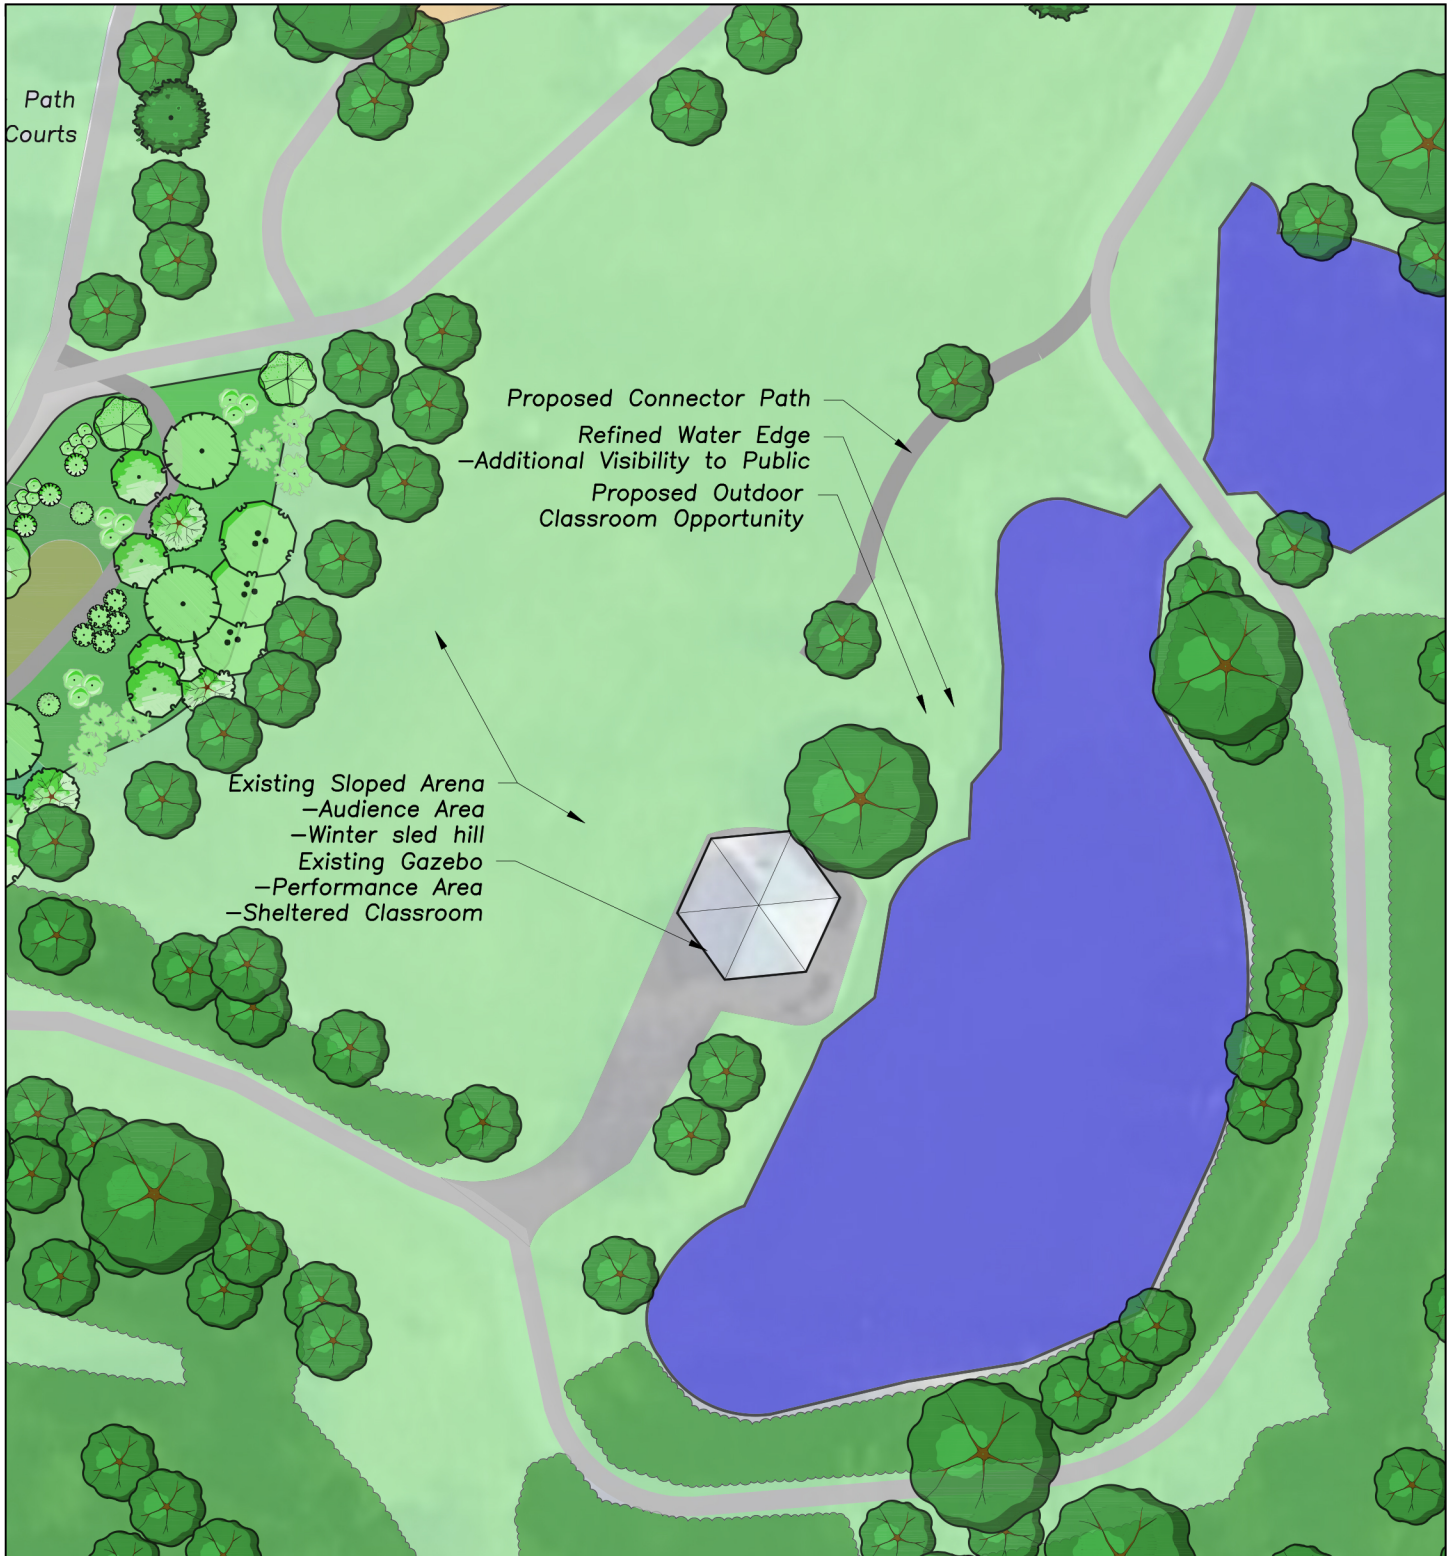 Path
Courts
Proposed Connector Path
Refined Water Edge
-Additional Visibility to Public
Proposed Outdoor
Classroom Opportunity
Existing Sloped Arena
-Audience Area
-Winter sled hill
Existing Gazebo
-Performance Area
-Sheltered Classroom